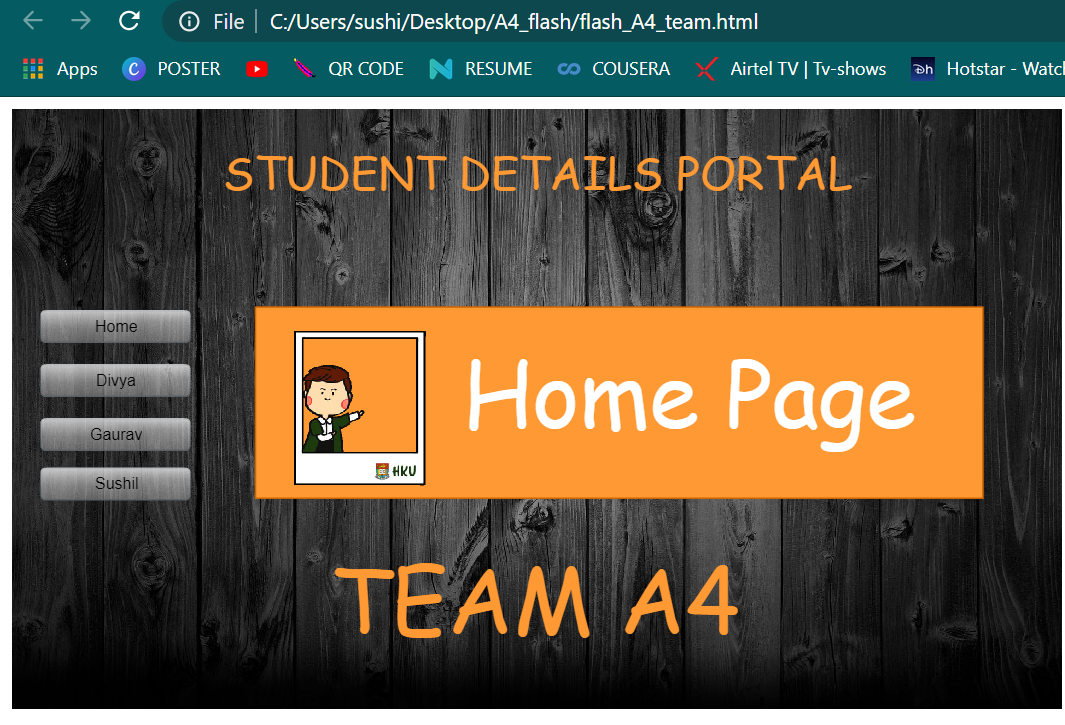 File C:/Users/sushi/Desktop/A4_flash/flash_A4_team.html
Apps POSTER QR CODE RESUME COUSERA Airtel TV | Tv-shows Hotstar - Watc
STUDENT DETAILS PORTAL
Home
Divya
Gaurav
Sushil
Home Page
HKU
TEAM A4